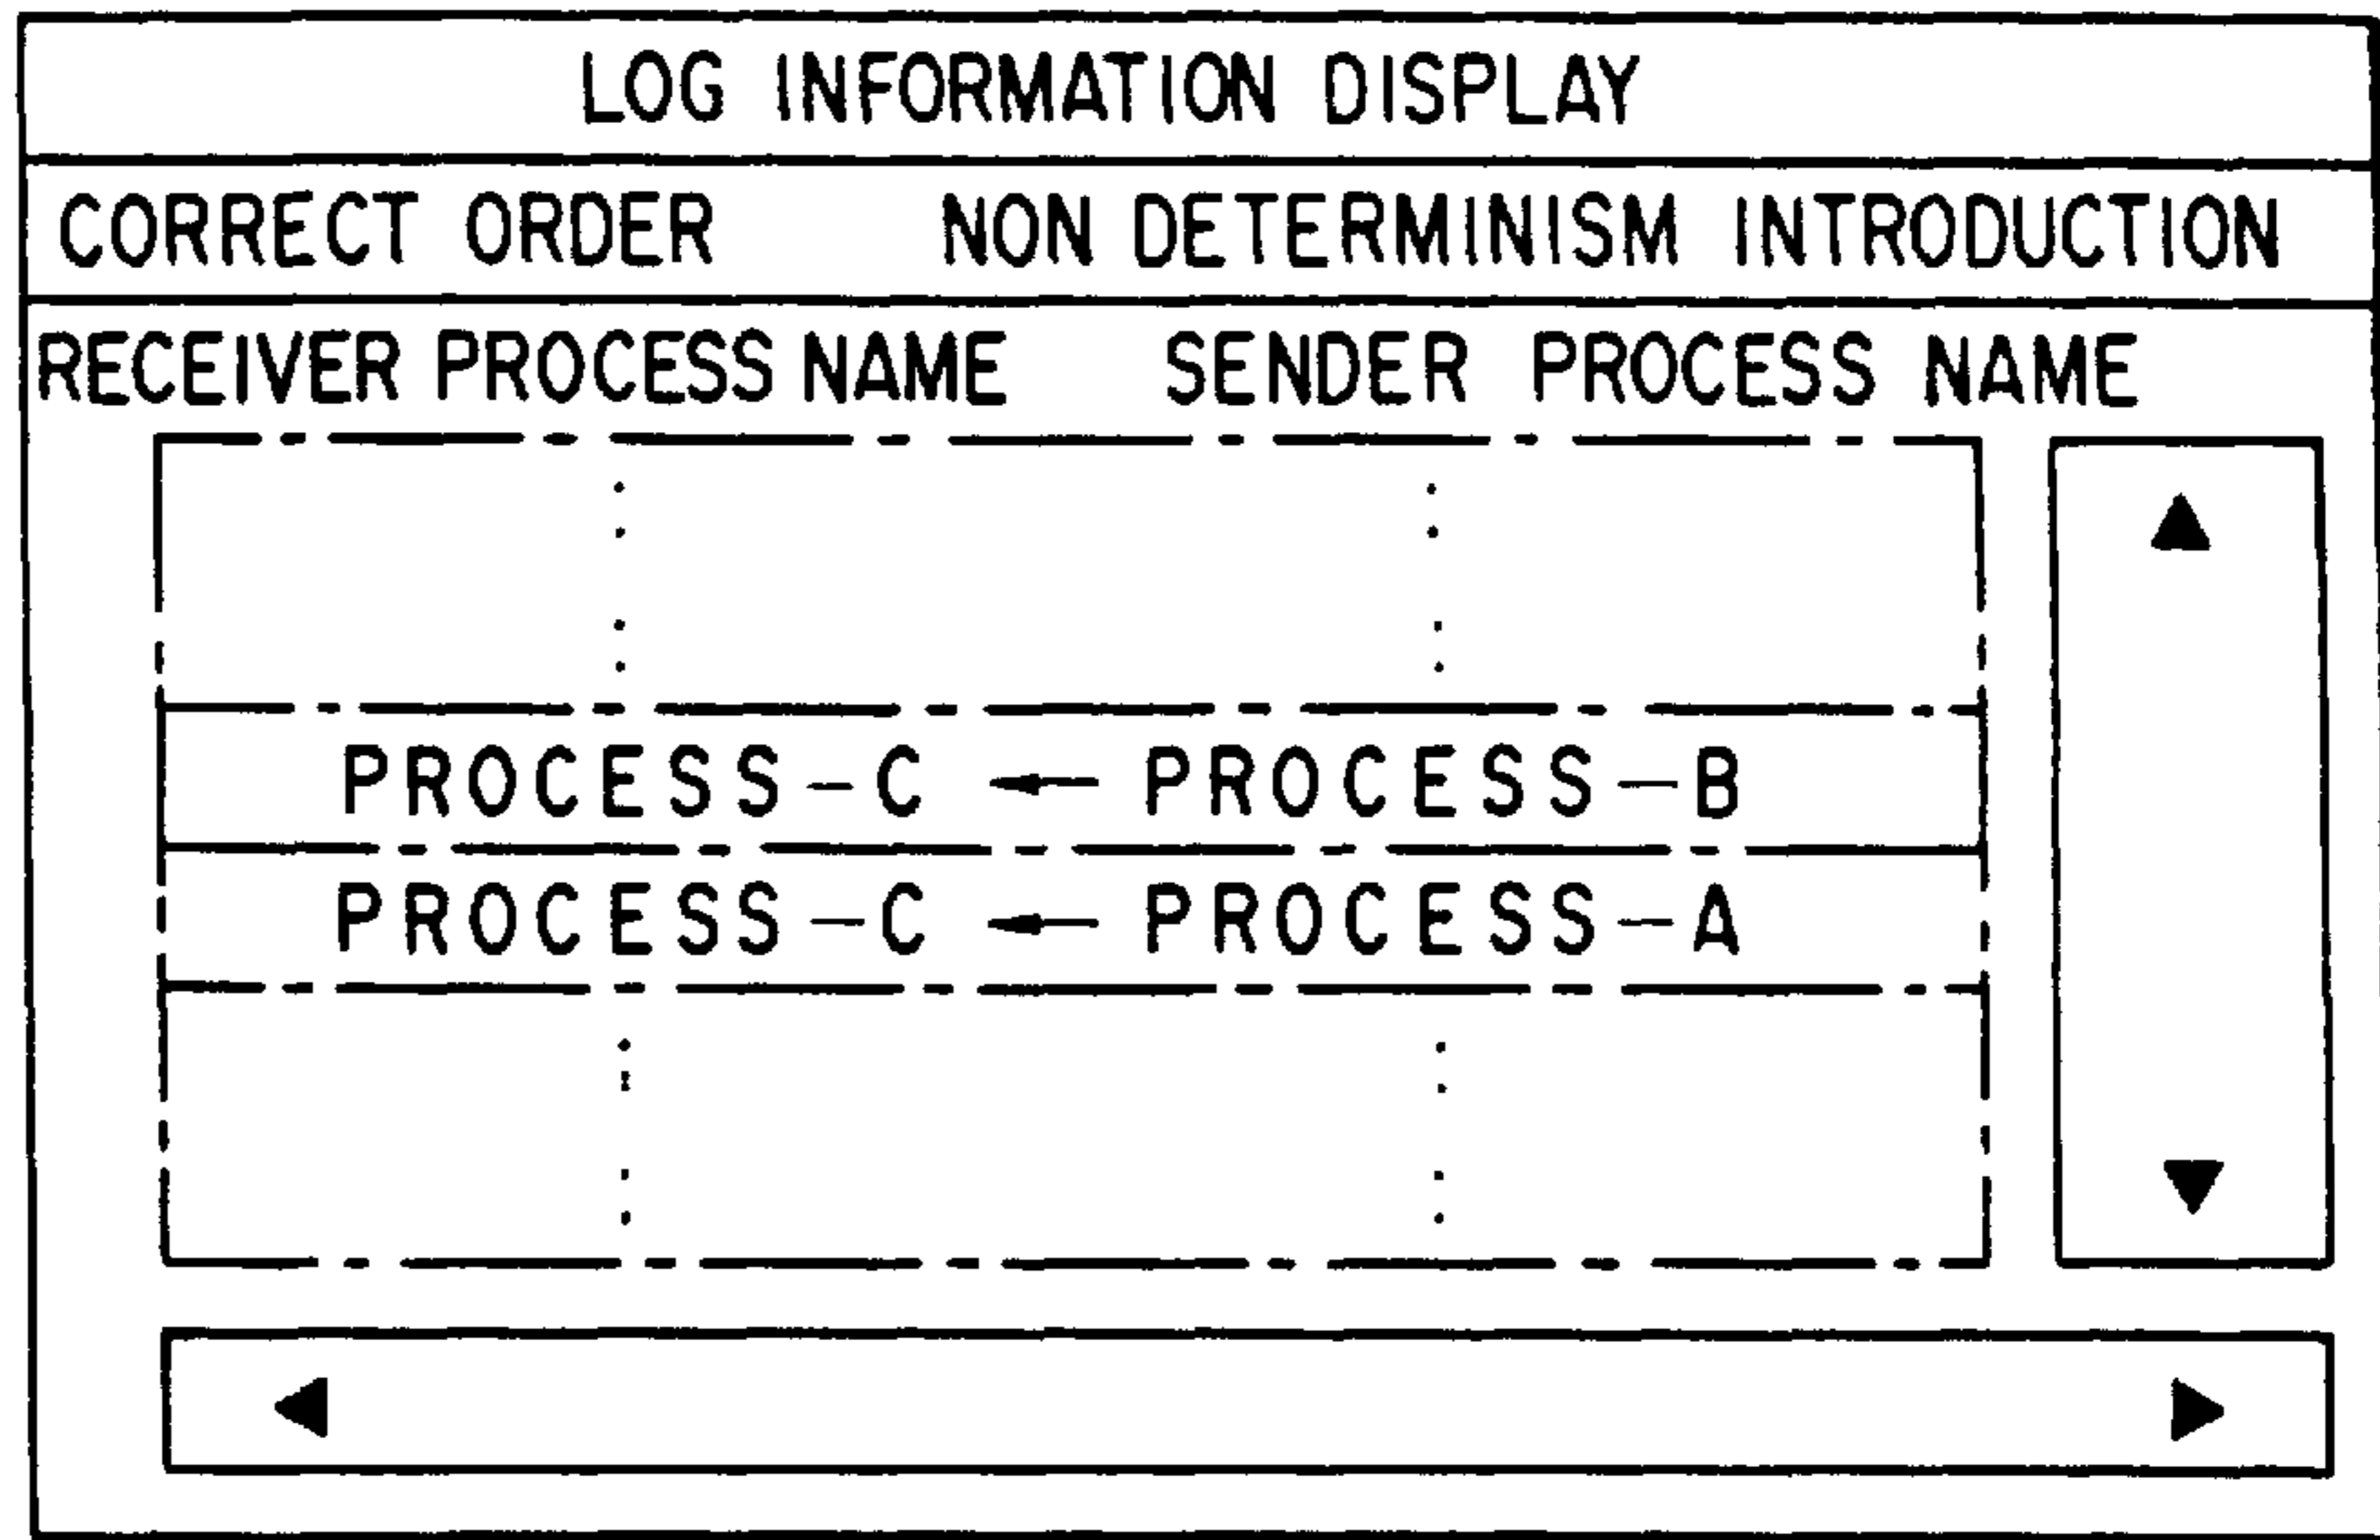 LOG INFORMATION DISPLAY
CORRECT ORDER NON DETERMINISM INTRODUCTION
RECEIVER PROCESS NAME SENDER PROCESS NAME
PROCESS-C ← PROCESS-B
PROCESS-C ← PROCESS-A